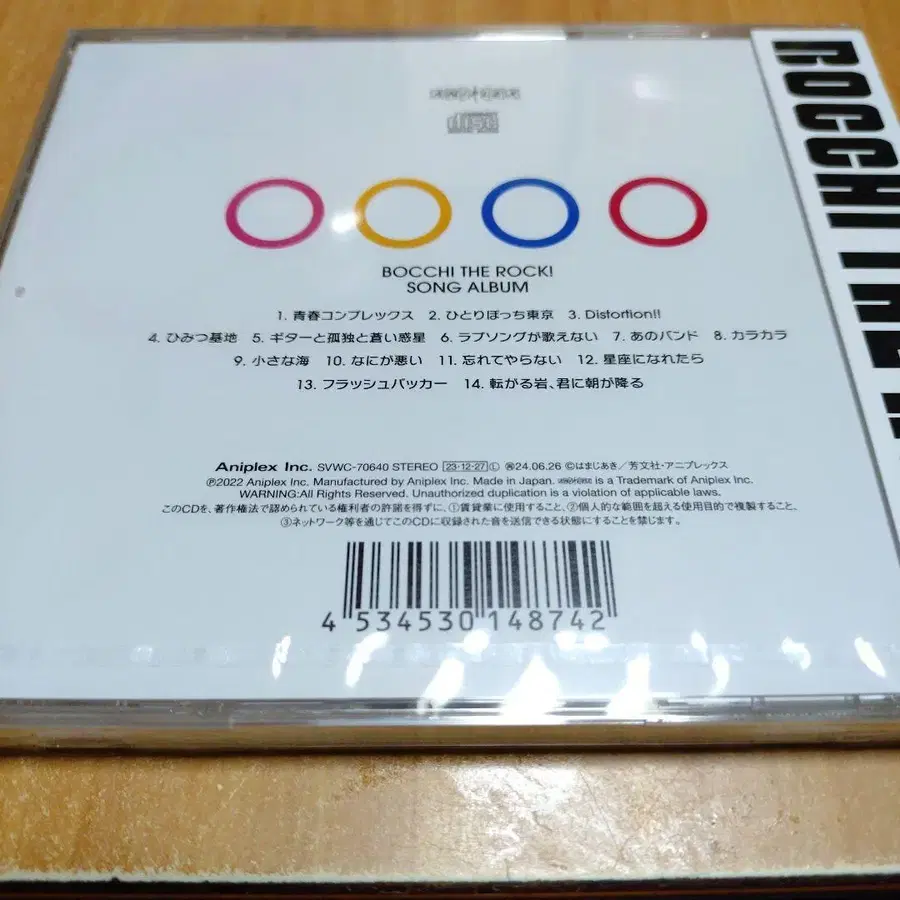 BOCCHI THE ROCK!
SONG ALBUM
1. 青春コンプレックス 2. ひとりぼっち東京 3. Distortion!!
4. ひみつ基地 5. ギターと孤独と蒼い惑星 6. ラブソングが歌えない 7. あのバンド 8. カラカラ
9. 小さな海 10. なにが悪い 11. 忘れてやらない 12. 星座になれたら
13. フラッシュバッカー 14. 転がる岩、君に朝が降る
Aniplex Inc. SVWC-70640 STEREO 23・12・27 Ⓛ 24.06.26 ©はまじあき/芳文社・アニプレックス
℗2022 Aniplex Inc. Manufactured by Aniplex Inc. Made in Japan. is a Trademark of Aniplex Inc.
WARNING:All Rights Reserved. Unauthorized duplication is a violation of applicable laws.
このCDを、著作権法で認められている権利者の許諾を得ずに、①賃貸業に使用すること、②個人的な範囲を超える使用目的で複製すること、
③ネットワーク等を通じてこのCDに収録された音を送信できる状態にすることを禁じます。
4 534530 148742
BOCCHI THE